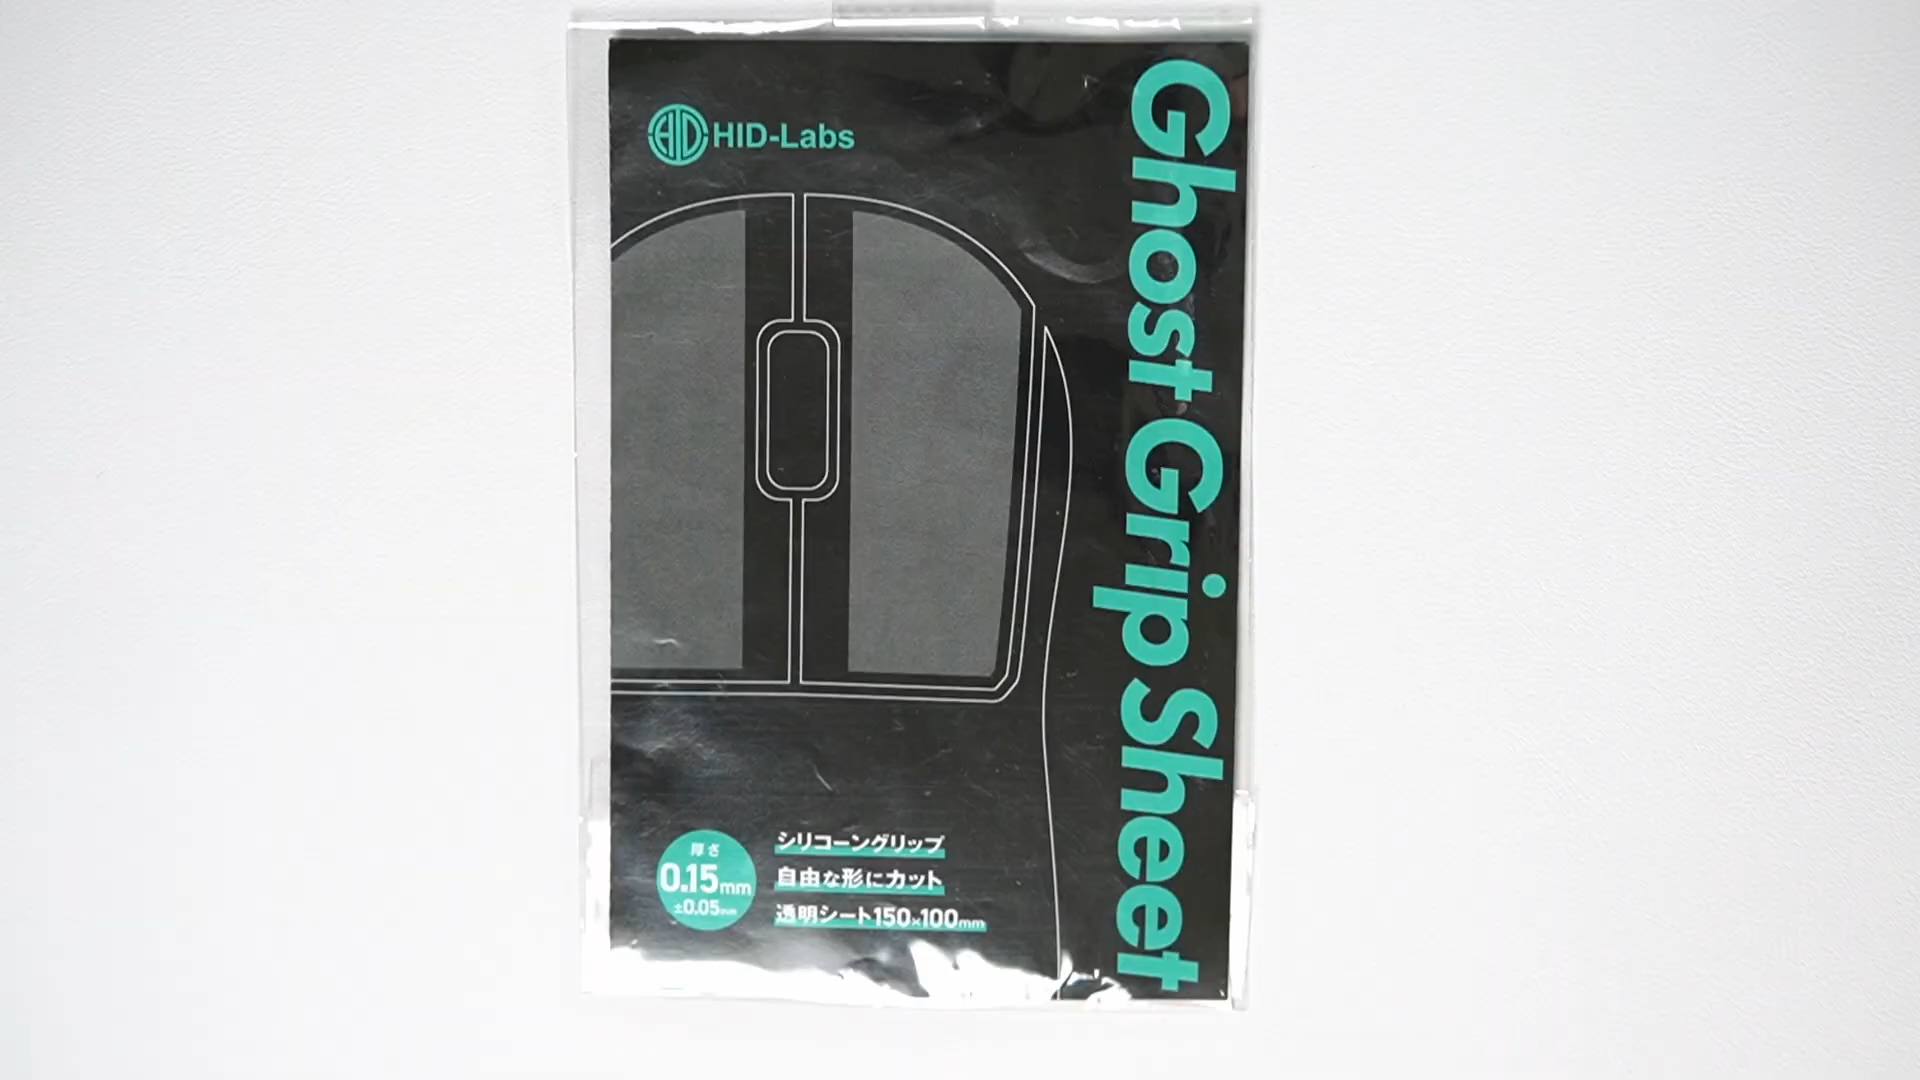 HID HID-Labs
Ghost Grip Sheet
厚さ
0.15mm
±0.05mm
シリコーングリップ
自由な形にカット
透明シート150×100mm